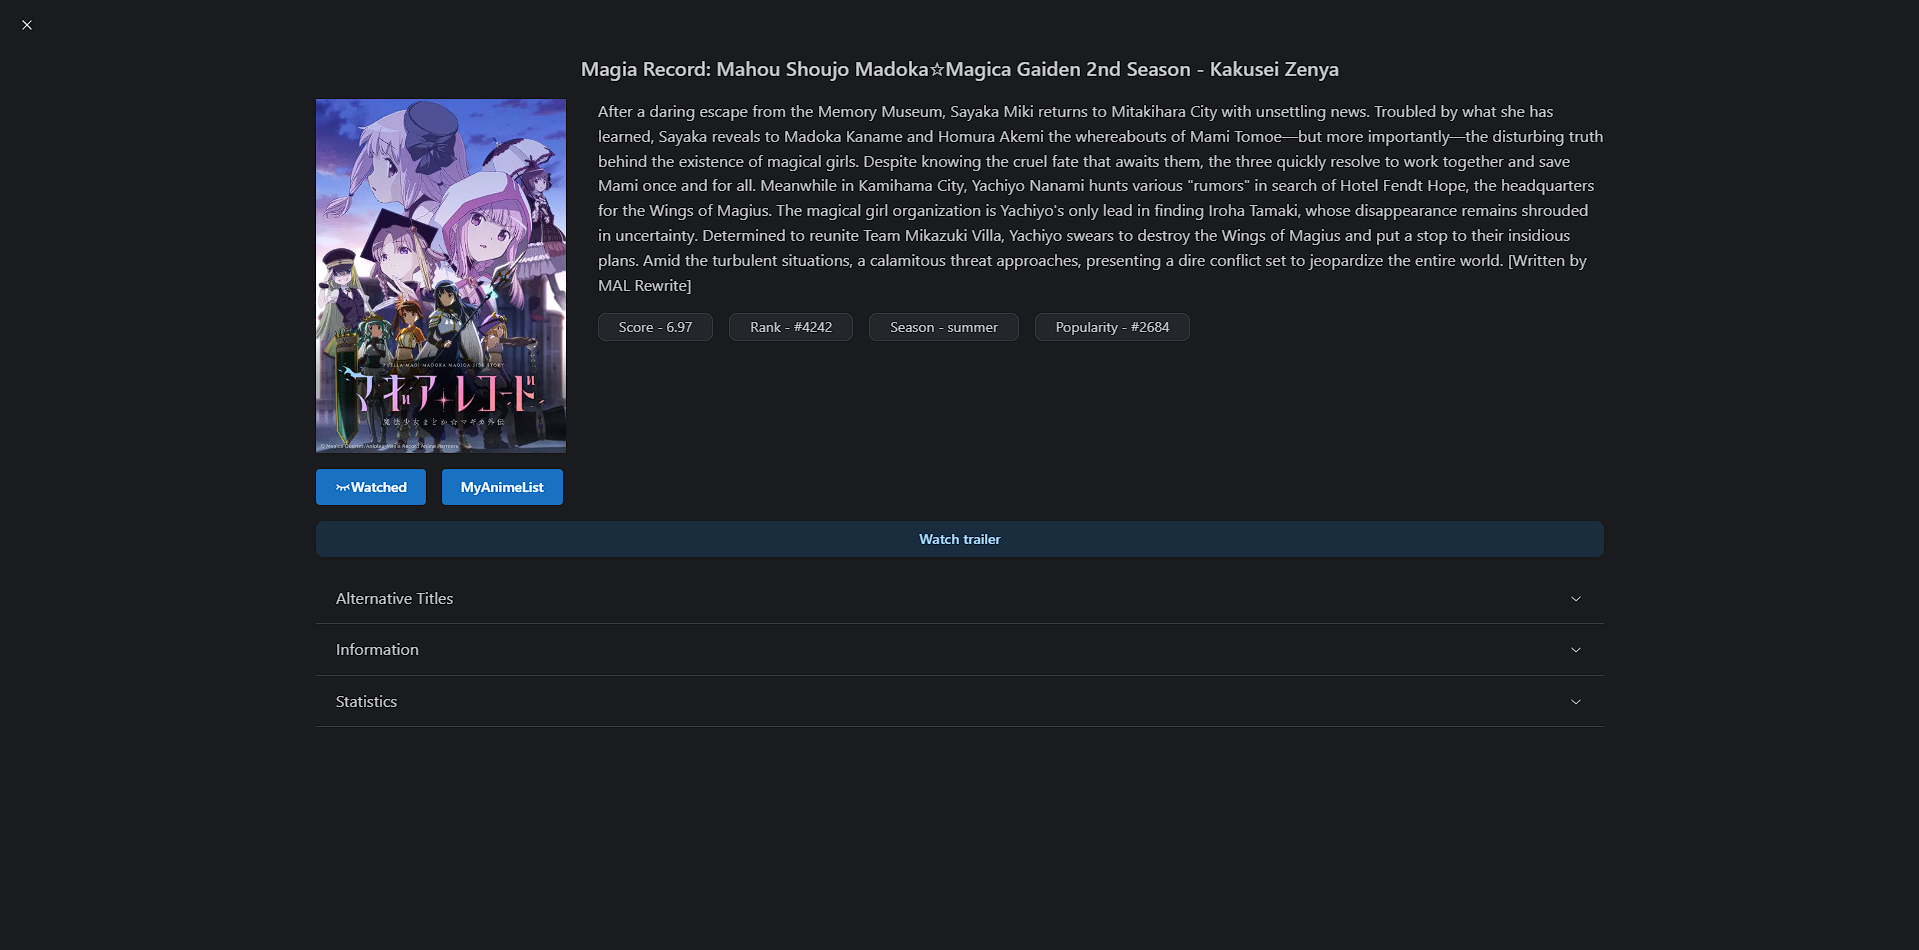 Magia Record: Mahou Shoujo Madoka☆Magica Gaiden 2nd Season - Kakusei Zenya
After a daring escape from the Memory Museum, Sayaka Miki returns to Mitakihara City with unsettling news. Troubled by what she has
learned, Sayaka reveals to Madoka Kaname and Homura Akemi the whereabouts of Mami Tomoe—but more importantly—the disturbing truth
behind the existence of magical girls. Despite knowing the cruel fate that awaits them, the three quickly resolve to work together and save
Mami once and for all. Meanwhile in Kamihama City, Yachiyo Nanami hunts various "rumors" in search of Hotel Fendt Hope, the headquarters
for the Wings of Magius. The magical girl organization is Yachiyo's only lead in finding Iroha Tamaki, whose disappearance remains shrouded
in uncertainty. Determined to reunite Team Mikazuki Villa, Yachiyo swears to destroy the Wings of Magius and put a stop to their insidious
plans. Amid the turbulent situations, a calamitous threat approaches, presenting a dire conflict set to jeopardize the entire world. [Written by
MAL Rewrite]
Score - 6.97
Rank - #4242
Season - summer
Popularity - #2684
PUELLA MAGI MADOKA MAGICA SIDE STORY
マギアレコード
魔法少女まどか☆マギカ外伝
© Magica Quartet/Aniplex・Magia Record Anime Partners
Watched
MyAnimeList
Watch trailer
Alternative Titles
Information
Statistics